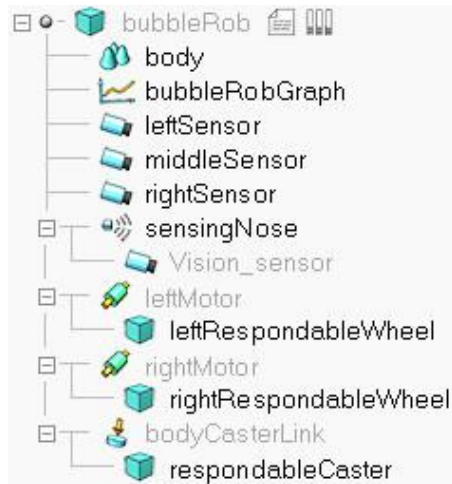 bubbleRob
body
bubbleRobGraph
leftSensor
middleSensor
rightSensor
sensingNose
Vision_sensor
leftMotor
leftRespondableWheel
rightMotor
rightRespondableWheel
bodyCasterLink
respondableCaster